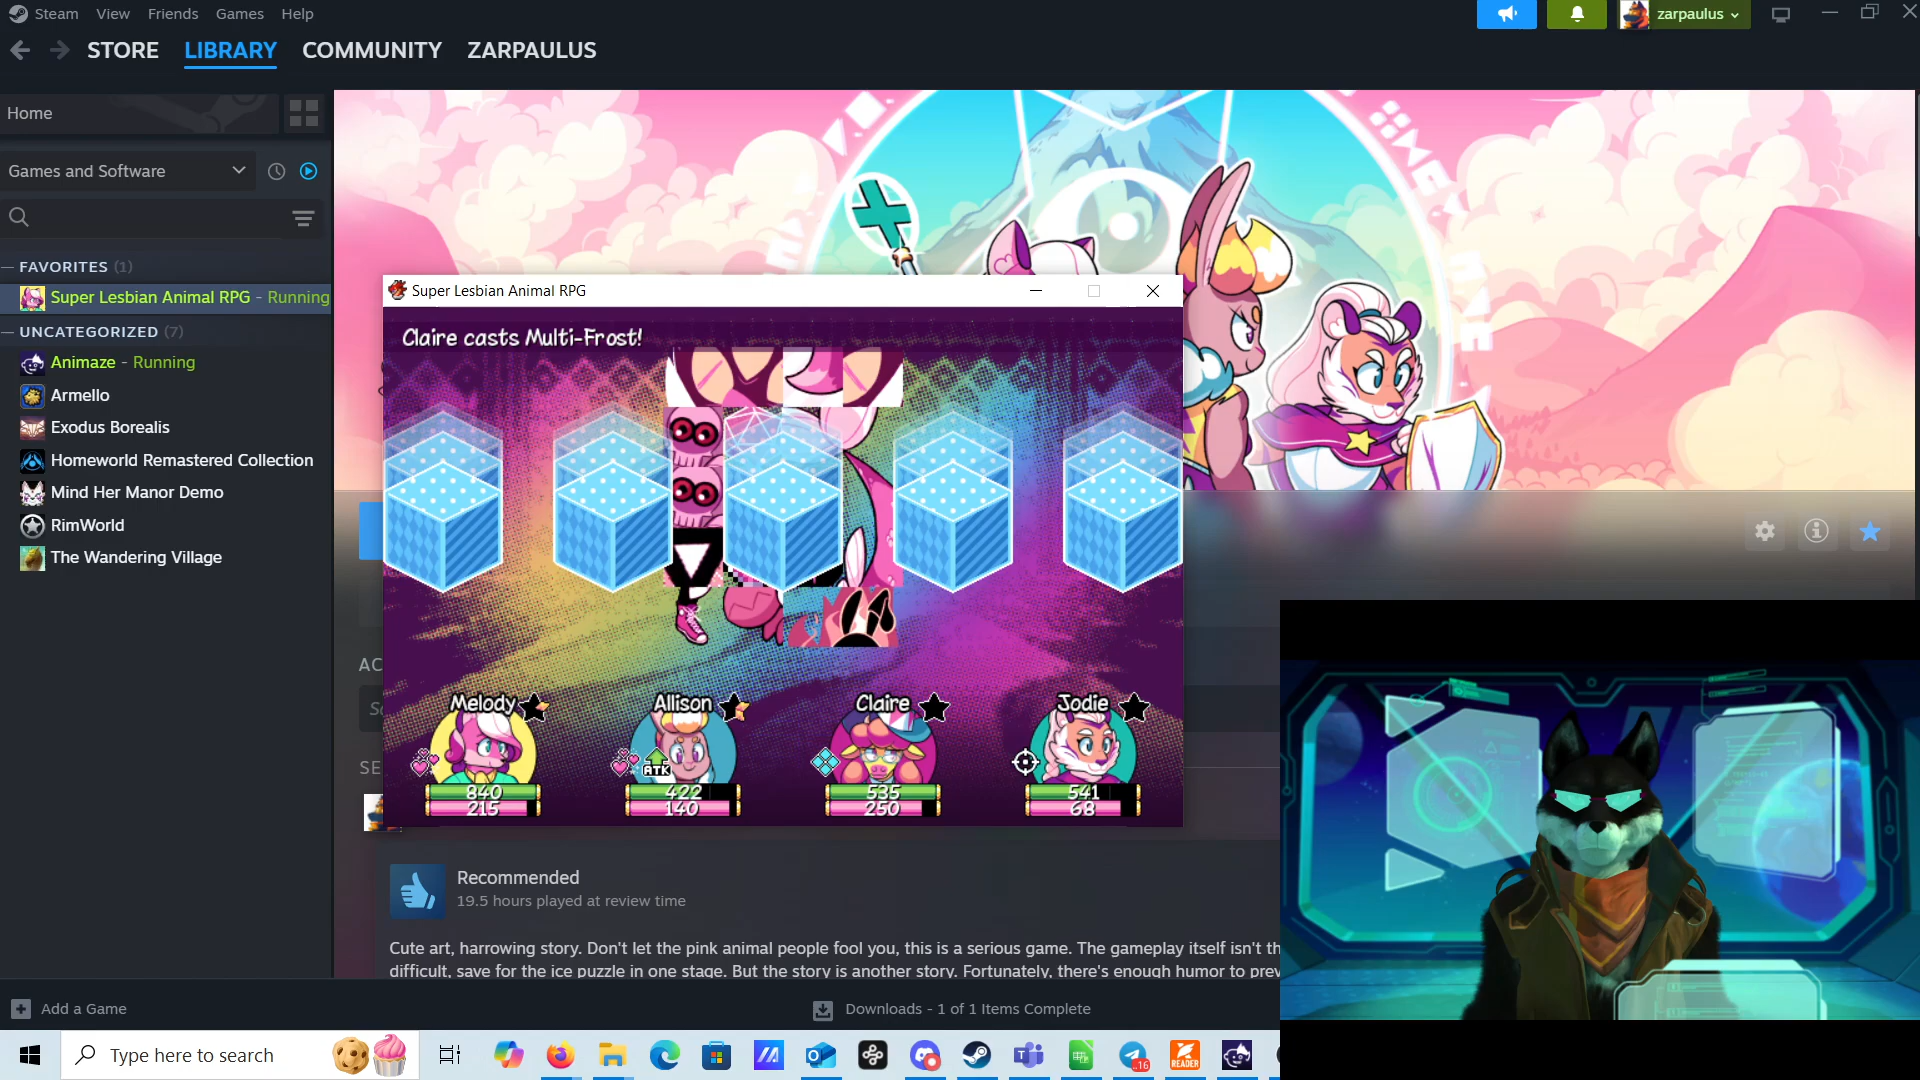 Steam View Friends Games Help
zarpaulus
STORE LIBRARY COMMUNITY ZARPAULUS
Home
Games and Software
— FAVORITES (1)
Super Lesbian Animal RPG - Running
— UNCATEGORIZED (7)
Animaze - Running
Armello
Exodus Borealis
Homeworld Remastered Collection
Mind Her Manor Demo
RimWorld
The Wandering Village
Super Lesbian Animal RPG
Claire casts Multi-Frost!
Melody Allison Claire Jodie
ATK
840 422 535 541
215 140 250 68
AC
SE
Recommended
19.5 hours played at review time
Cute art, harrowing story. Don't let the pink animal people fool you, this is a serious game. The gameplay itself isn't
difficult, save for the ice puzzle in one stage. But the story is another story. Fortunately, there's enough humor to
Add a Game
Downloads - 1 of 1 Items Complete
Type here to search
READER
16